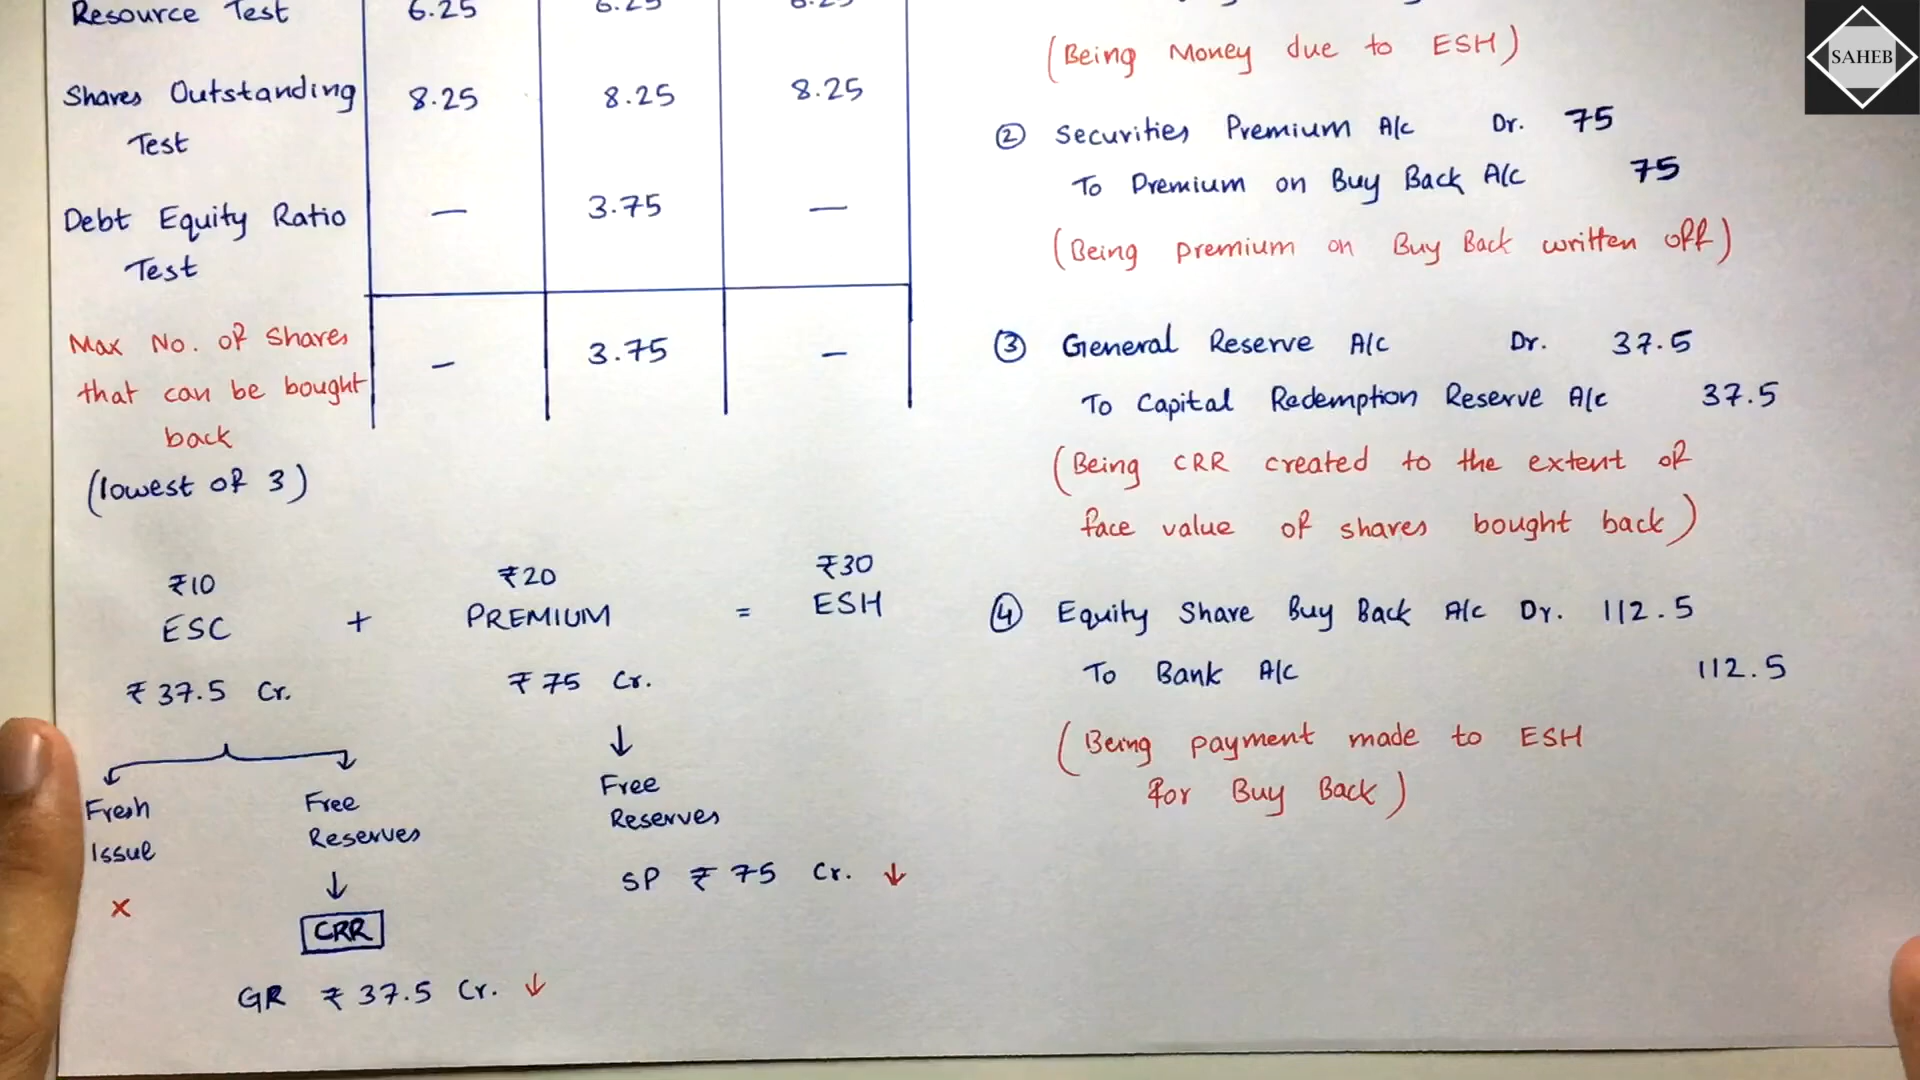 Resource Test 6.25 6.25 6.25
Shares Outstanding 8.25 8.25 8.25
Test
Debt Equity Ratio — 3.75 —
Test
Max No. of Shares — 3.75 —
that can be bought
back
(lowest of 3)
₹10 ₹20 ₹30
ESC + PREMIUM = ESH
₹ 37.5 Cr. ₹ 75 Cr.
Fresh Free Free
Issue Reserves Reserves
× CRR SP ₹ 75 Cr. ↓
GR ₹ 37.5 Cr. ↓
(Being Money due to ESH)
② Securities Premium A/c Dr. 75
To Premium on Buy Back A/c 75
(Being premium on Buy Back written off)
③ General Reserve A/c Dr. 37.5
To Capital Redemption Reserve A/c 37.5
(Being CRR created to the extent of
face value of shares bought back)
④ Equity Share Buy Back A/c Dr. 112.5
To Bank A/c 112.5
(Being payment made to ESH
for Buy Back)
SAHEB